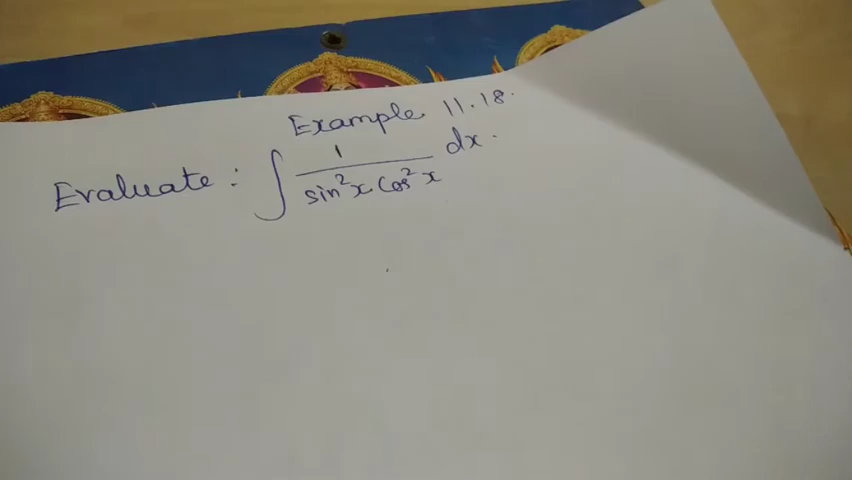 Example 11.18.
Evaluate : ∫ 1/(sin²x cos²x) dx.